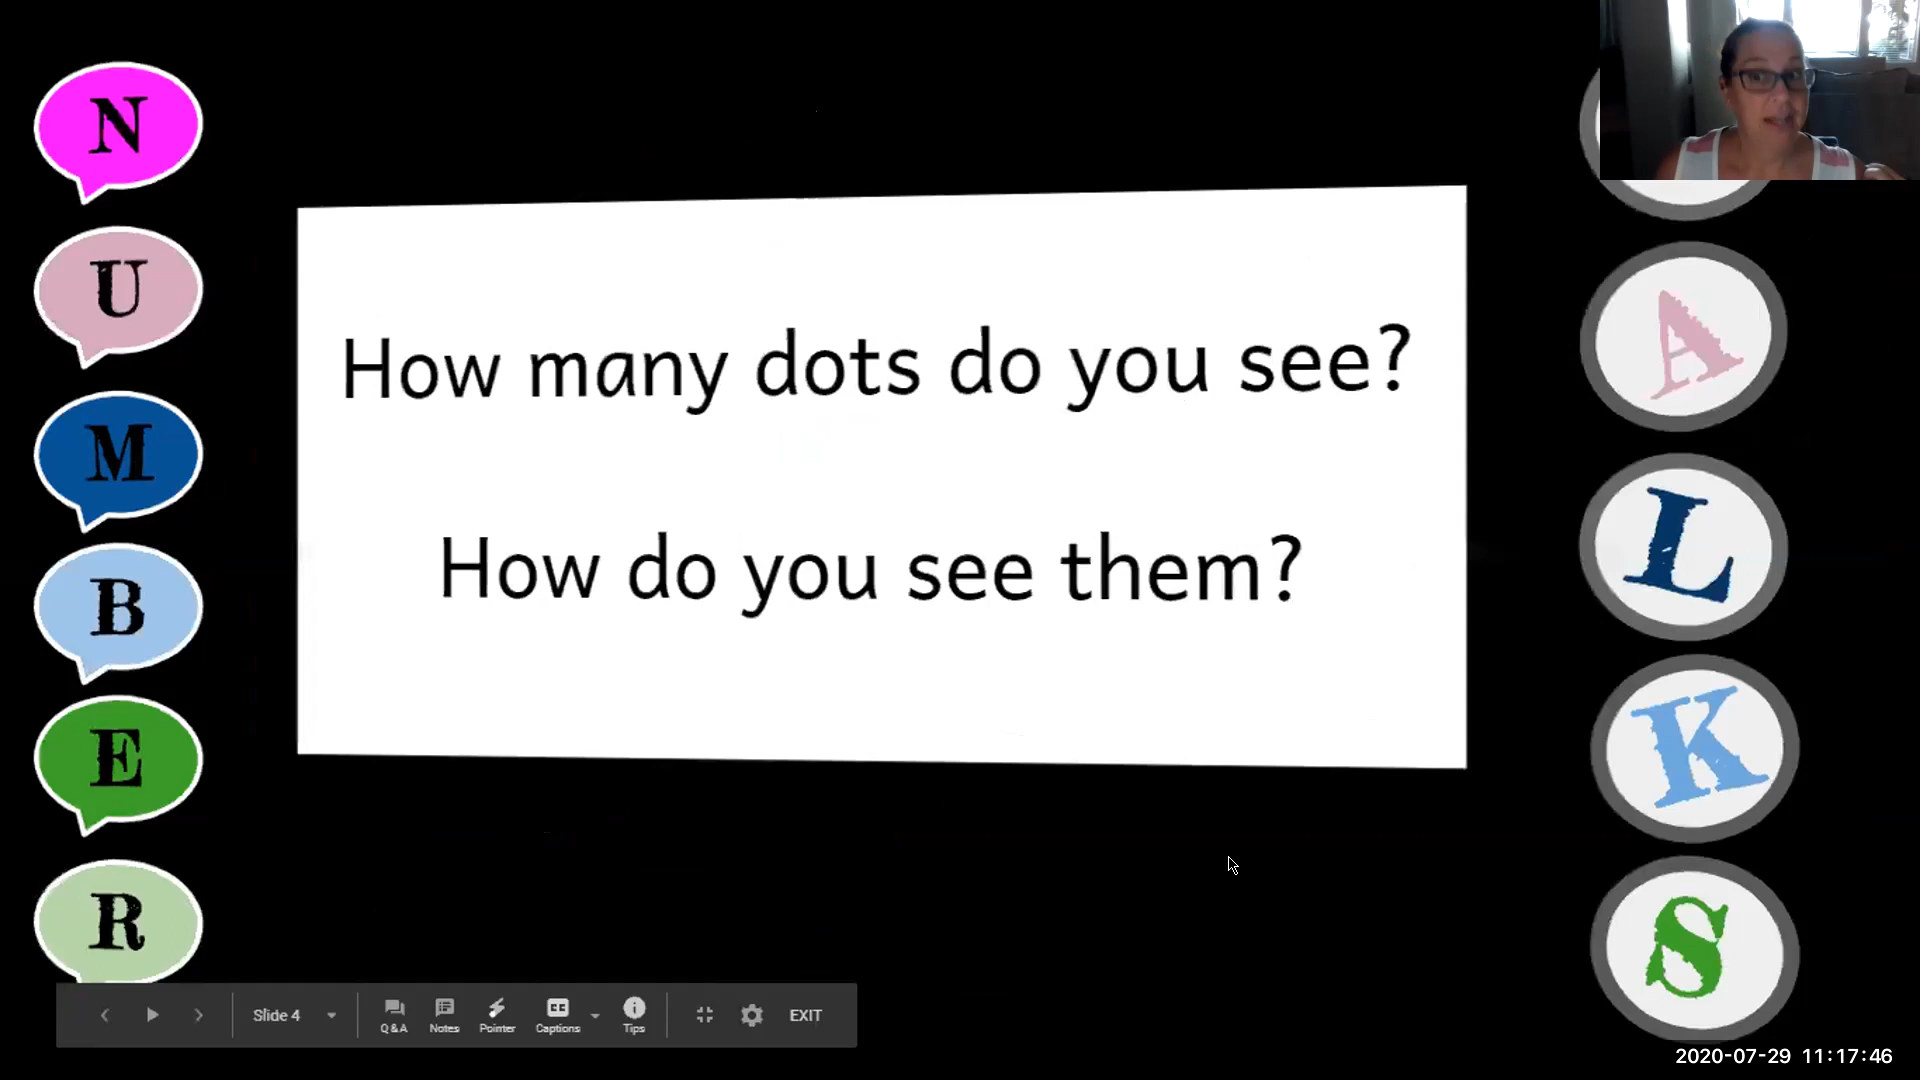 N
U
M
B
E
R
How many dots do you see?
How do you see them?
A
L
K
S
Slide 4
Q&A
Notes
Pointer
CC
Captions
Tips
EXIT
2020-07-29 11:17:46